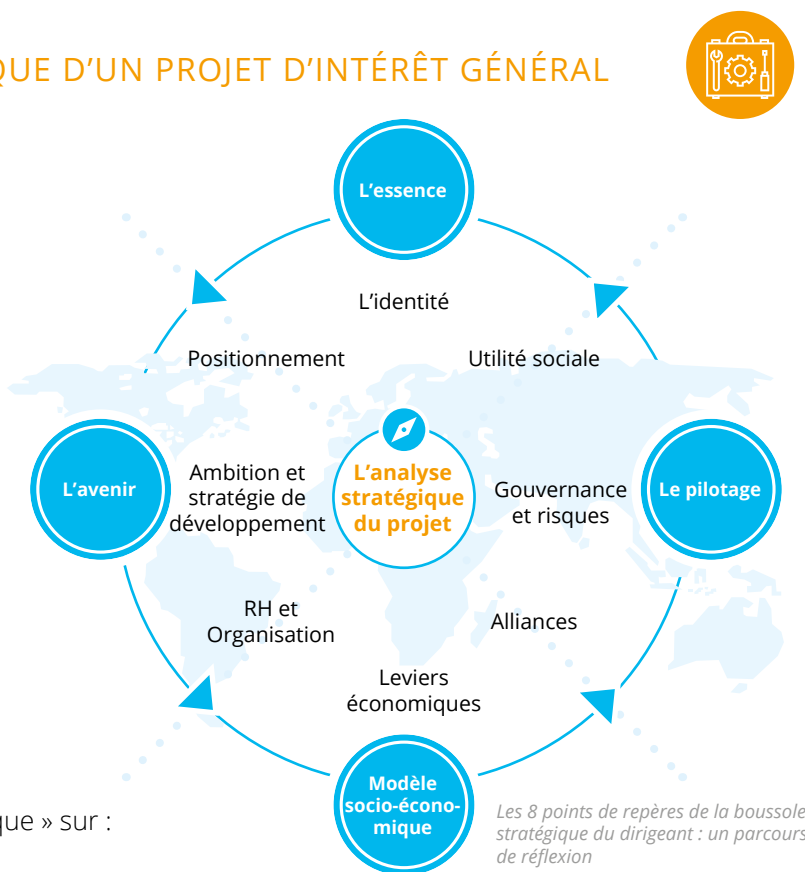 QUE D'UN PROJET D'INTÉRÊT GÉNÉRAL
L'essence
L'identité
Positionnement
Utilité sociale
L'avenir
Ambition et
stratégie de
développement
L'analyse
stratégique
du projet
Gouvernance
et risques
Le pilotage
RH et
Organisation
Alliances
Leviers
économiques
Modèle
socio-écono-
mique
que » sur :
Les 8 points de repères de la boussole
stratégique du dirigeant : un parcours
de réflexion